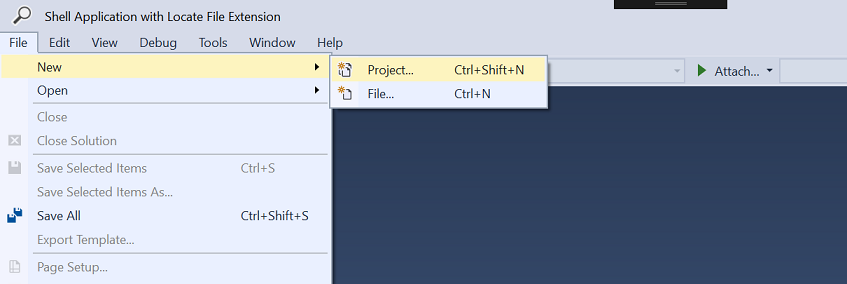 Shell Application with Locate File Extension
File Edit View Debug Tools Window Help
New
Project... Ctrl+Shift+N
Attach...
Open
File... Ctrl+N
Close
Close Solution
Save Selected Items Ctrl+S
Save Selected Items As...
Save All Ctrl+Shift+S
Export Template...
Page Setup...